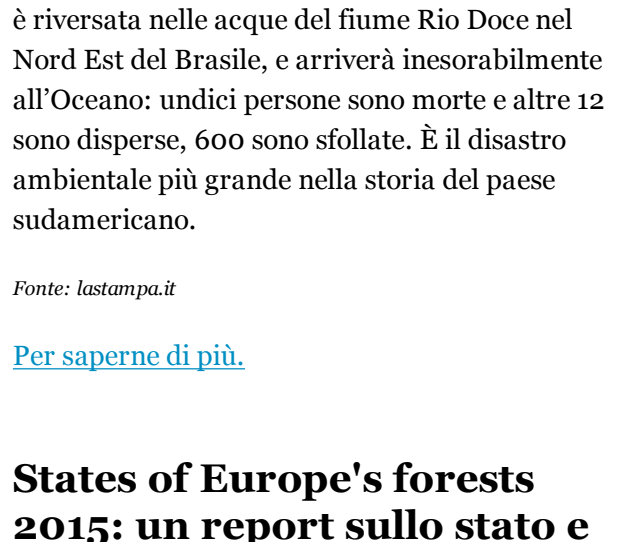 è riversata nelle acque del fiume Rio Doce nel
Nord Est del Brasile, e arriverà inesorabilmente
all’Oceano: undici persone sono morte e altre 12
sono disperse, 600 sono sfollate. È il disastro
ambientale più grande nella storia del paese
sudamericano.
Fonte: lastampa.it
Per saperne di più.
States of Europe's forests
2015: un report sullo stato e